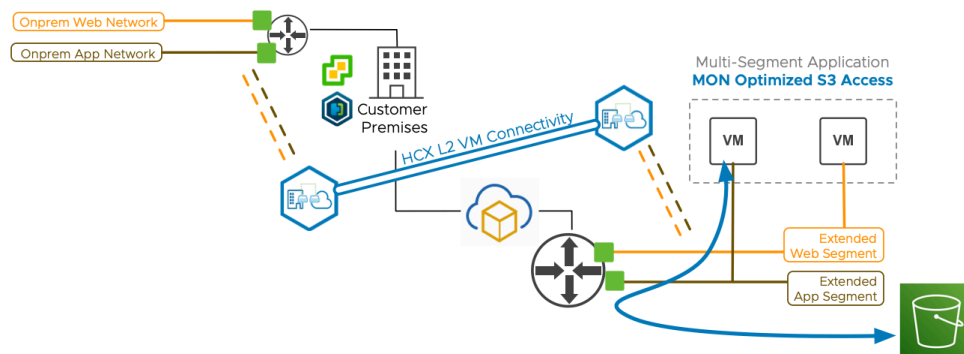 Onprem Web Network
Onprem App Network
Customer
Premises
HCX L2 VM Connectivity
Multi-Segment Application
MON Optimized S3 Access
VM
VM
Extended
Web Segment
Extended
App Segment